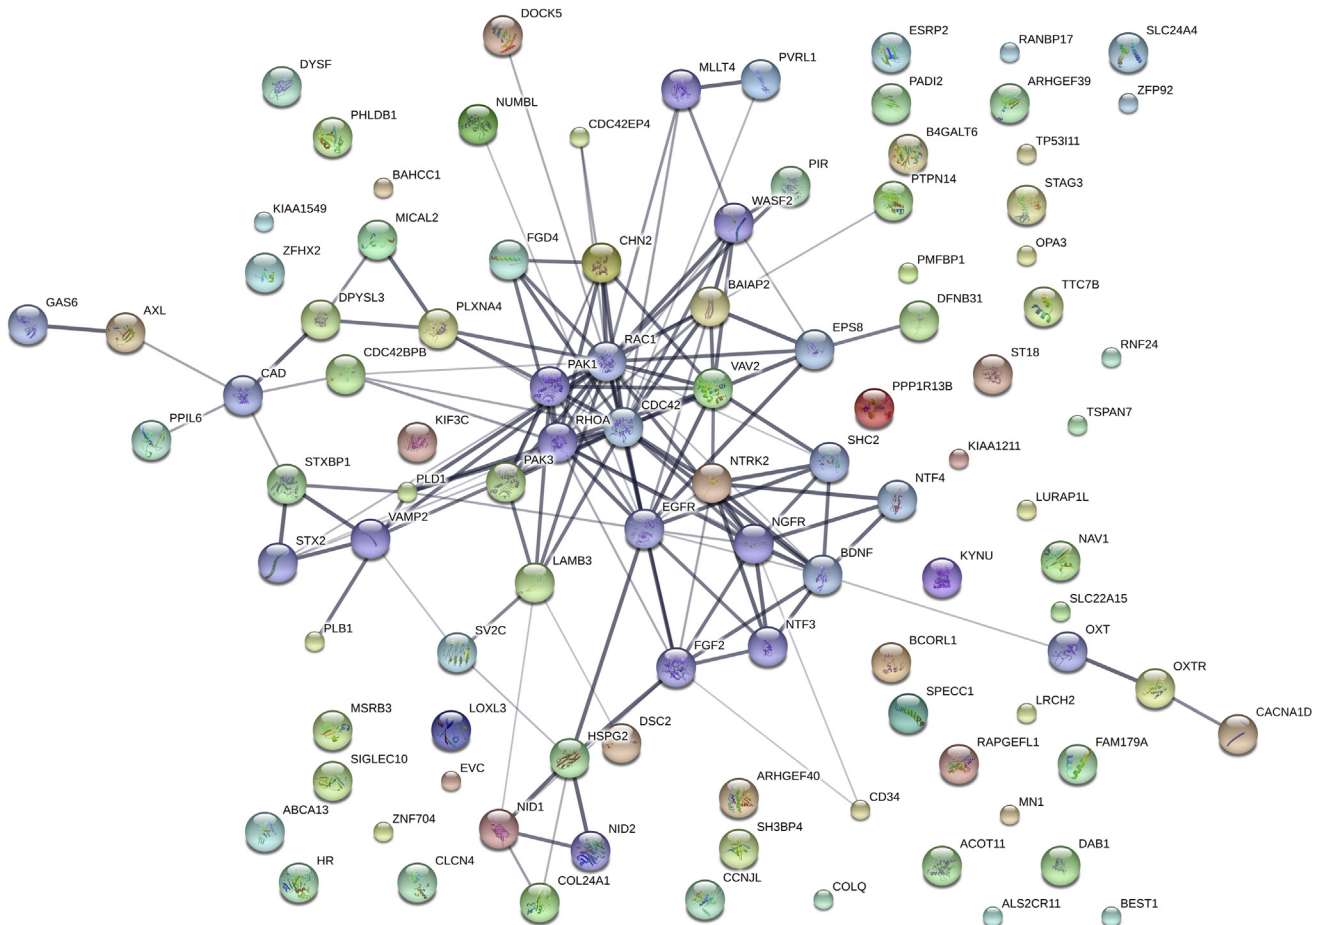 DOCK5
ESRP2
RANBP17
SLC24A4
DYSF
MLLT4
PVRL1
PADI2
ARHGEF39
ZFP92
NUMBL
PHLDB1
CDC42EP4
B4GALT6
TP53I11
PIR
BAHCC1
PTPN14
STAG3
WASF2
KIAA1549
MICAL2
FGD4
CHN2
OPA3
ZFHX2
PMFBP1
BAIAP2
TTC7B
GAS6
AXL
DPYSL3
PLXNA4
DFNB31
RAC1
EPS8
RNF24
CDC42BPB
PAK1
VAV2
ST18
CAD
CDC42
PPP1R13B
TSPAN7
PPIL6
KIF3C
RHOA
SHC2
KIAA1211
STXBP1
PAK3
NTRK2
PLD1
NTF4
LURAP1L
EGFR
VAMP2
NGFR
STX2
LAMB3
BDNF
KYNU
NAV1
SLC22A15
PLB1
SV2C
NTF3
OXT
FGF2
BCORL1
OXTR
MSRB3
LOXL3
DSC2
SPECC1
LRCH2
CACNA1D
HSPG2
SIGLEC10
EVC
ARHGEF40
RAPGEFL1
FAM179A
ABCA13
ZNF704
NID1
CD34
MN1
NID2
SH3BP4
HR
CLCN4
COL24A1
CCNJL
ACOT11
DAB1
COLQ
ALS2CR11
BEST1